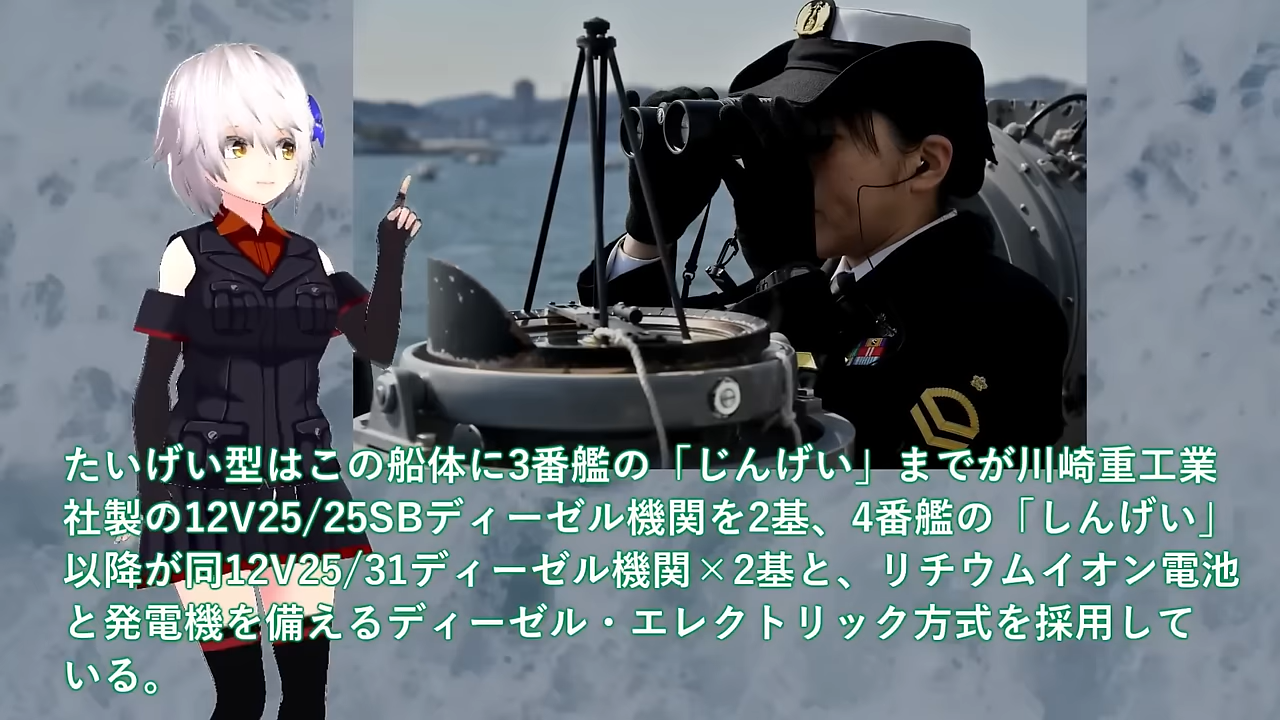 たいげい型はこの船体に3番艦の「じんげい」までが川崎重工業
社製の12V25/25SBディーゼル機関を2基、4番艦の「しんげい」
以降が同12V25/31ディーゼル機関×2基と、リチウムイオン電池
と発電機を備えるディーゼル・エレクトリック方式を採用して
いる。